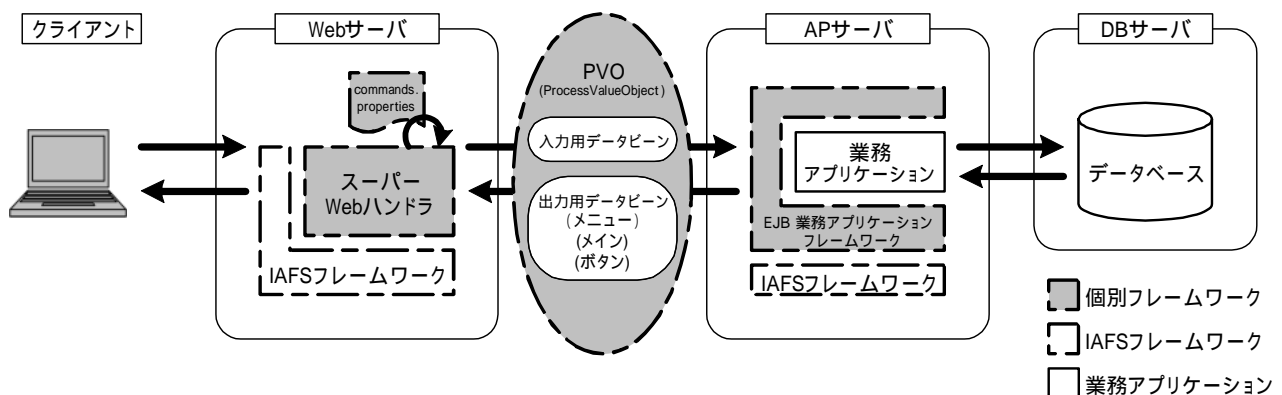 クライアント
Webサーバ
commands.
properties
スーパー
Webハンドラ
IAFSフレームワーク
PVO
(ProcessValueObject)
入力用データビーン
出力用データビーン
(メニュー)
(メイン)
(ボタン)
APサーバ
業務
アプリケーション
EJB 業務アプリケーション
フレームワーク
IAFSフレームワーク
DBサーバ
データベース
個別フレームワーク
IAFSフレームワーク
業務アプリケーション